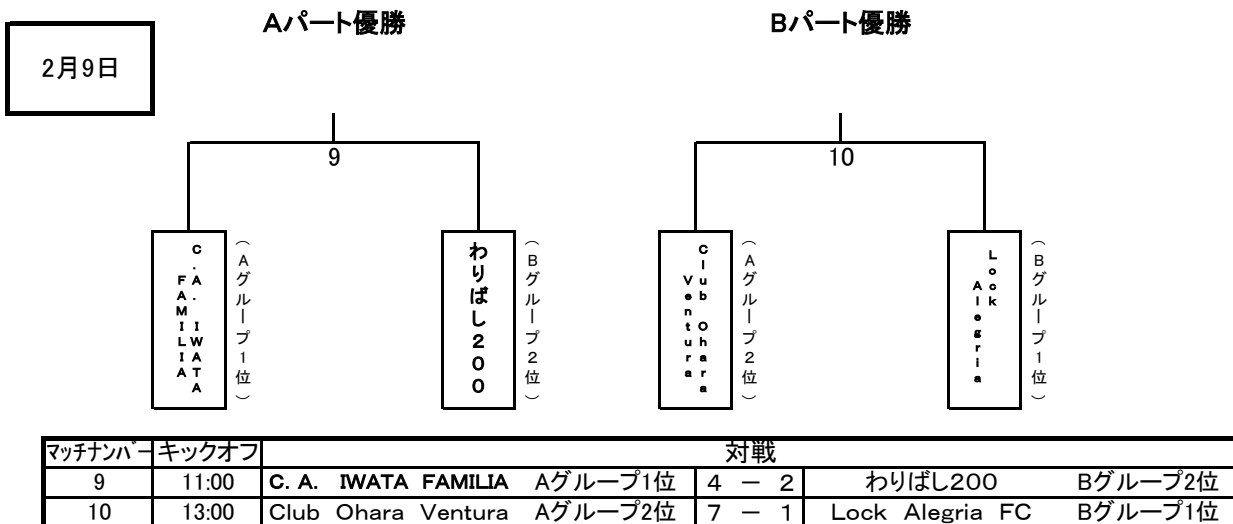 Aパート優勝
Bパート優勝
2月9日
9
10
C.A. IWATA
FAMILIA
(Aグループ1位)
わりばし200
(Bグループ2位)
Club Ohara
Ventura
(Aグループ2位)
Lock
Alegria
(Bグループ1位)
マッチナンバー キックオフ 対戦
9 11:00 C.A. IWATA FAMILIA Aグループ1位 4 － 2 わりばし200 Bグループ2位
10 13:00 Club Ohara Ventura Aグループ2位 7 － 1 Lock Alegria FC Bグループ1位